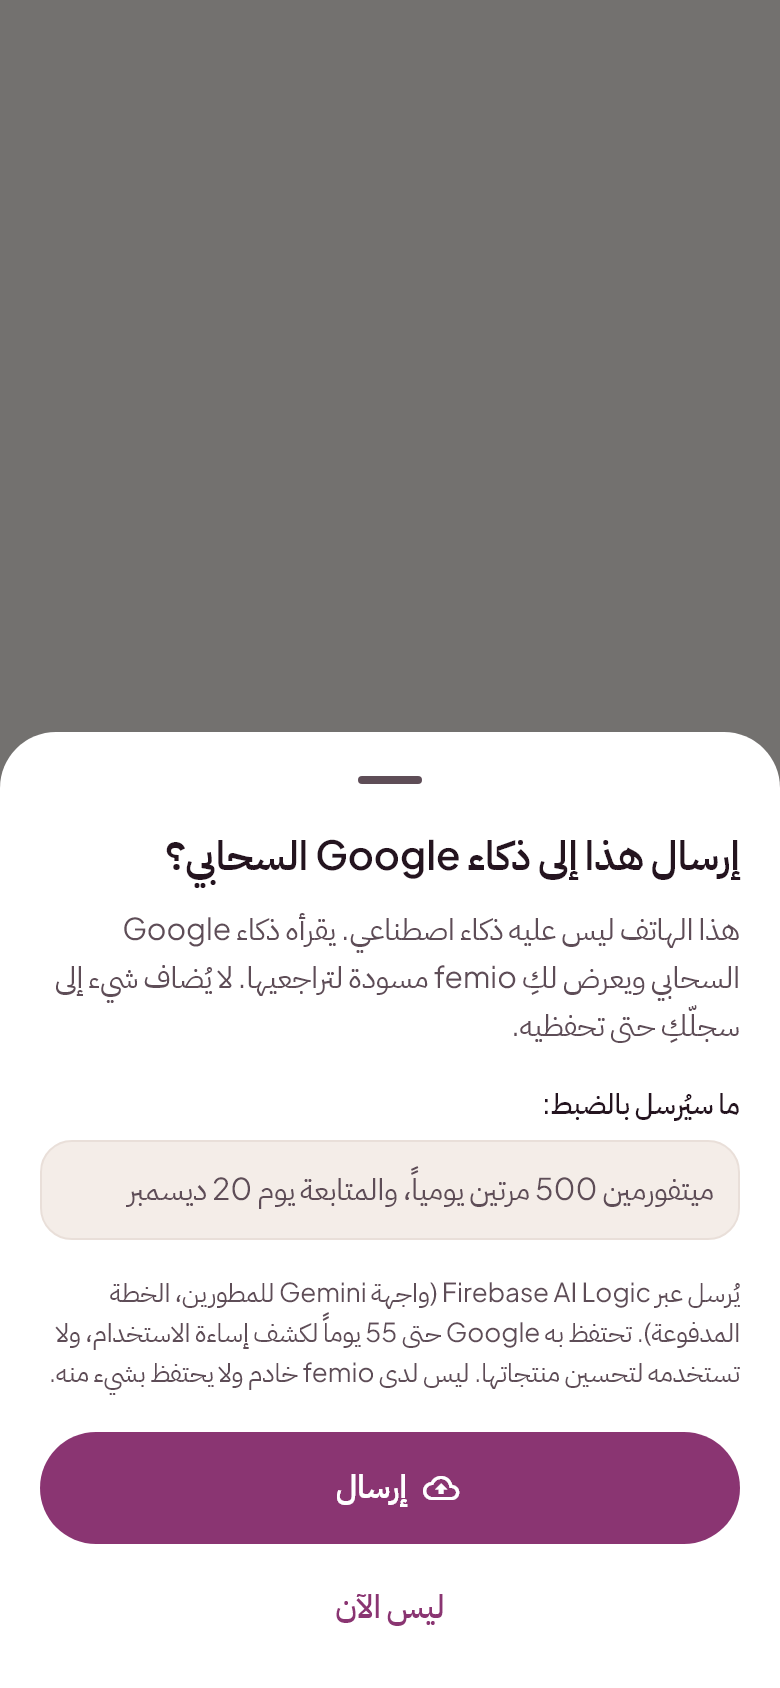 إرسال هذا إلى ذكاء Google السحابي؟
هذا الهاتف ليس عليه ذكاء اصطناعي. يقرأه ذكاء Google
السحابي ويعرض لكِ femio مسودة لتراجعيها. لا يُضاف شيء إلى
سجلّكِ حتى تحفظيه.
ما سيُرسل بالضبط:
ميتفورمين 500 مرتين يومياً، والمتابعة يوم 20 ديسمبر
يُرسل عبر Firebase AI Logic (واجهة Gemini للمطورين، الخطة
المدفوعة). تحتفظ به Google حتى 55 يوماً لكشف إساءة الاستخدام، ولا
تستخدمه لتحسين منتجاتها. ليس لدى femio خادم ولا يحتفظ بشيء منه.
إرسال
ليس الآن